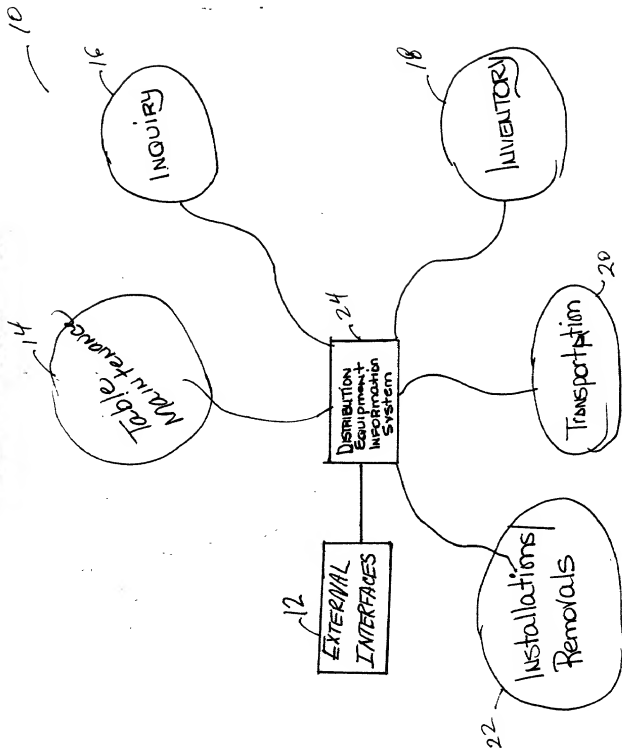 10
14
Table
Maintenance
16
INQUIRY
12
EXTERNAL
INTERFACES
24
DISTRIBUTION
EQUIPMENT
INFORMATION
SYSTEM
18
INVENTORY
22
Installations/
Removals
20
Transportation